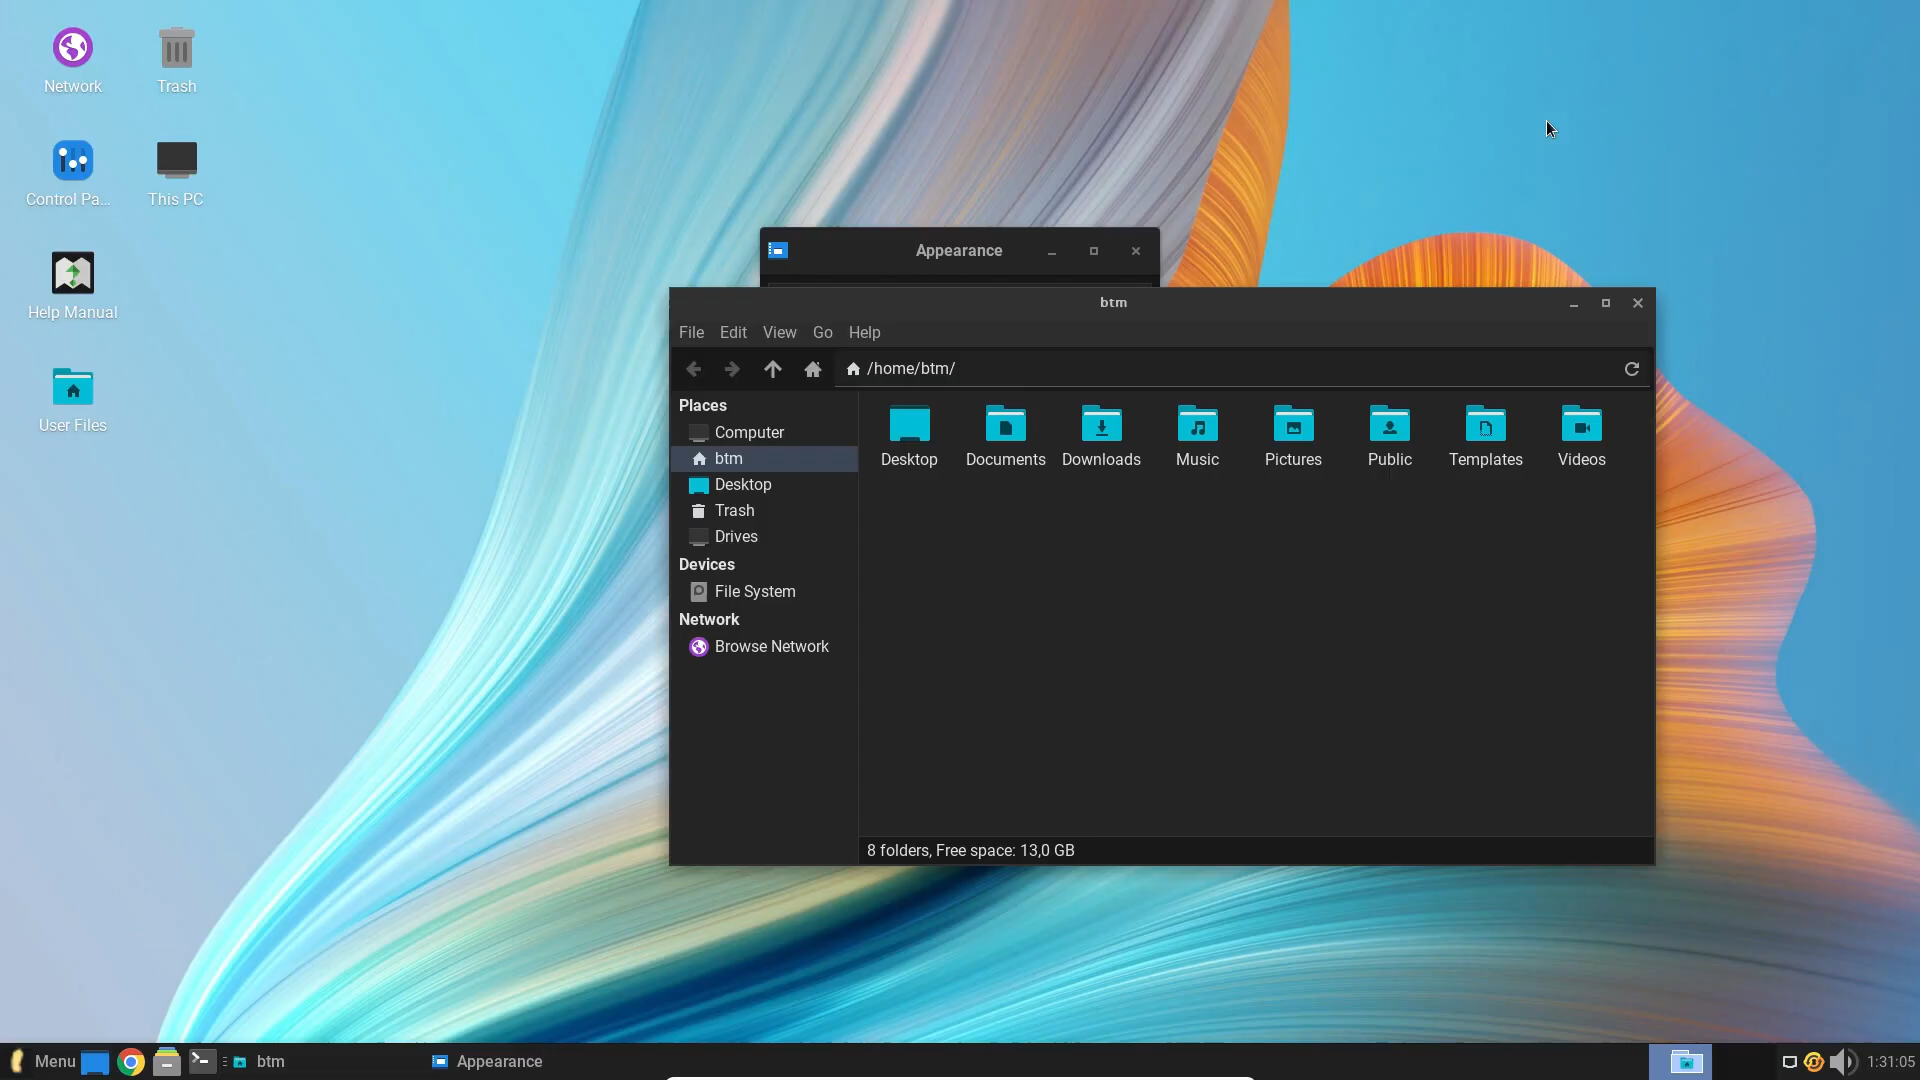 Network
Trash
Control Pa...
This PC
Help Manual
User Files
Appearance
btm
File Edit View Go Help
/home/btm/
Places
Computer
btm
Desktop
Trash
Drives
Devices
File System
Network
Browse Network
Desktop Documents Downloads Music Pictures Public Templates Videos
8 folders, Free space: 13,0 GB
Menu btm Appearance 1:31:05